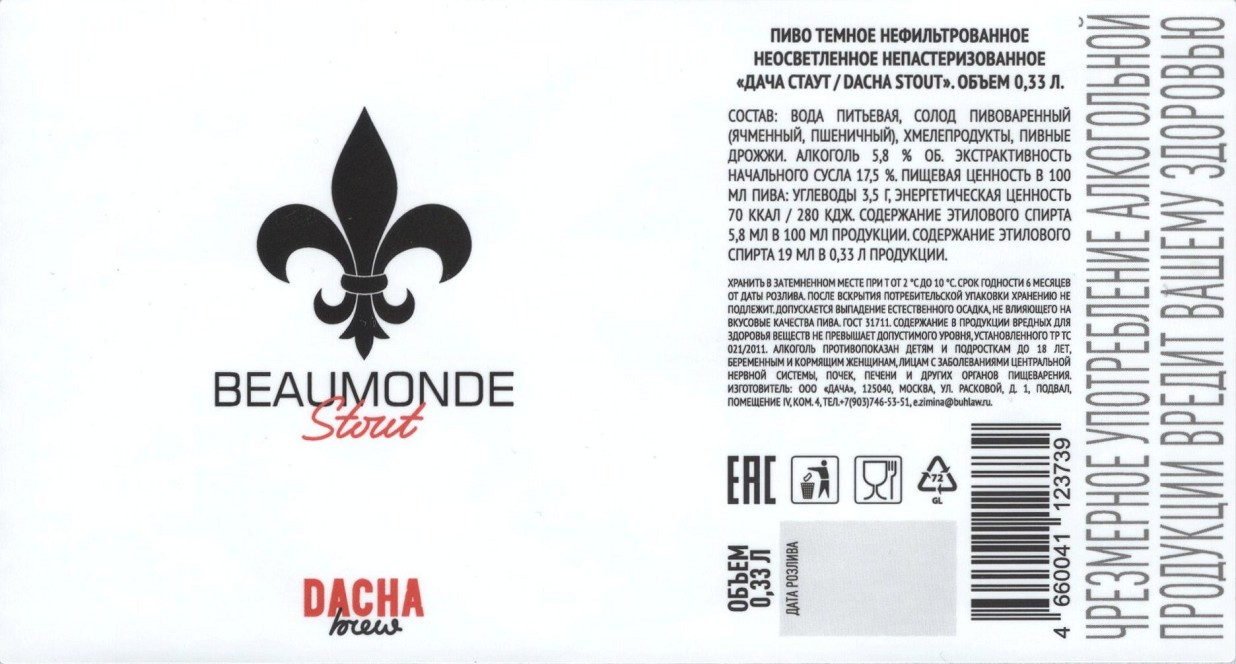 BEAUMONDE
Stout
DACHA
brew
ПИВО ТЕМНОЕ НЕФИЛЬТРОВАННОЕ
НЕОСВЕТЛЕННОЕ НЕПАСТЕРИЗОВАННОЕ
«ДАЧА СТАУТ / DACHA STOUT». ОБЪЕМ 0,33 Л.
СОСТАВ: ВОДА ПИТЬЕВАЯ, СОЛОД ПИВОВАРЕННЫЙ
(ЯЧМЕННЫЙ, ПШЕНИЧНЫЙ), ХМЕЛЕПРОДУКТЫ, ПИВНЫЕ
ДРОЖЖИ. АЛКОГОЛЬ 5,8 % ОБ. ЭКСТРАКТИВНОСТЬ
НАЧАЛЬНОГО СУСЛА 17,5 %. ПИЩЕВАЯ ЦЕННОСТЬ В 100
МЛ ПИВА: УГЛЕВОДЫ 3,5 Г, ЭНЕРГЕТИЧЕСКАЯ ЦЕННОСТЬ
70 ККАЛ / 280 КДЖ. СОДЕРЖАНИЕ ЭТИЛОВОГО СПИРТА
5,8 МЛ В 100 МЛ ПРОДУКЦИИ. СОДЕРЖАНИЕ ЭТИЛОВОГО
СПИРТА 19 МЛ В 0,33 Л ПРОДУКЦИИ.
ХРАНИТЬ В ЗАТЕМНЕННОМ МЕСТЕ ПРИ Т ОТ 2 °С ДО 10 °С. СРОК ГОДНОСТИ 6 МЕСЯЦЕВ
ОТ ДАТЫ РОЗЛИВА. ПОСЛЕ ВСКРЫТИЯ ПОТРЕБИТЕЛЬСКОЙ УПАКОВКИ ХРАНЕНИЮ НЕ
ПОДЛЕЖИТ. ДОПУСКАЕТСЯ ВЫПАДЕНИЕ ЕСТЕСТВЕННОГО ОСАДКА, НЕ ВЛИЯЮЩЕГО НА
ВКУСОВЫЕ КАЧЕСТВА ПИВА. ГОСТ 31711. СОДЕРЖАНИЕ В ПРОДУКЦИИ ВРЕДНЫХ ДЛЯ
ЗДОРОВЬЯ ВЕЩЕСТВ НЕ ПРЕВЫШАЕТ ДОПУСТИМОГО УРОВНЯ, УСТАНОВЛЕННОГО ТР ТС
021/2011. АЛКОГОЛЬ ПРОТИВОПОКАЗАН ДЕТЯМ И ПОДРОСТКАМ ДО 18 ЛЕТ,
БЕРЕМЕННЫМ И КОРМЯЩИМ ЖЕНЩИНАМ, ЛИЦАМ С ЗАБОЛЕВАНИЯМИ ЦЕНТРАЛЬНОЙ
НЕРВНОЙ СИСТЕМЫ, ПОЧЕК, ПЕЧЕНИ И ДРУГИХ ОРГАНОВ ПИЩЕВАРЕНИЯ.
ИЗГОТОВИТЕЛЬ: ООО «ДАЧА», 125040, МОСКВА, УЛ. РАСКОВОЙ, Д. 1, ПОДВАЛ,
ПОМЕЩЕНИЕ IV, КОМ. 4, ТЕЛ.+7(903)746-53-51, e.zimina@buhlaw.ru.
ЕАС
72
GL
ОБЪЕМ
0,33 Л
ДАТА РОЗЛИВА
4 660041 123739
ЧРЕЗМЕРНОЕ УПОТРЕБЛЕНИЕ АЛКОГОЛЬНОЙ
ПРОДУКЦИИ ВРЕДИТ ВАШЕМУ ЗДОРОВЬЮ